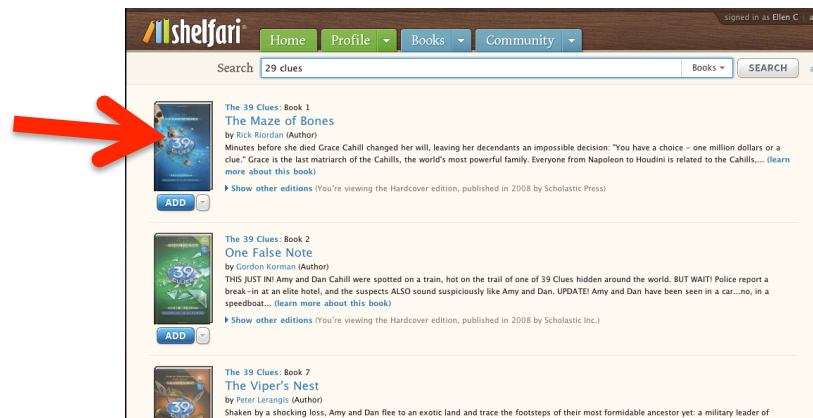 signed in as Ellen C
shelfari
Home Profile Books Community
Search 29 clues Books SEARCH
The 39 Clues: Book 1
The Maze of Bones
by Rick Riordan (Author)
Minutes before she died Grace Cahill changed her will, leaving her decendants an impossible decision: "You have a choice - one million dollars or a
clue." Grace is the last matriarch of the Cahills, the world's most powerful family. Everyone from Napoleon to Houdini is related to the Cahills,... (learn
more about this book)
Show other editions (You're viewing the Hardcover edition, published in 2008 by Scholastic Press)
39
ADD
The 39 Clues: Book 2
One False Note
by Gordon Korman (Author)
THIS JUST IN! Amy and Dan Cahill were spotted on a train, hot on the trail of one of 39 Clues hidden around the world. BUT WAIT! Police report a
break-in at an elite hotel, and the suspects ALSO sound suspiciously like Amy and Dan. UPDATE! Amy and Dan have been seen in a car...no, in a
speedboat... (learn more about this book)
Show other editions (You're viewing the Hardcover edition, published in 2008 by Scholastic Inc.)
39
ADD
The 39 Clues: Book 7
The Viper's Nest
by Peter Lerangis (Author)
Shaken by a shocking loss, Amy and Dan flee to an exotic land and trace the footsteps of their most formidable ancestor yet: a military leader of
39